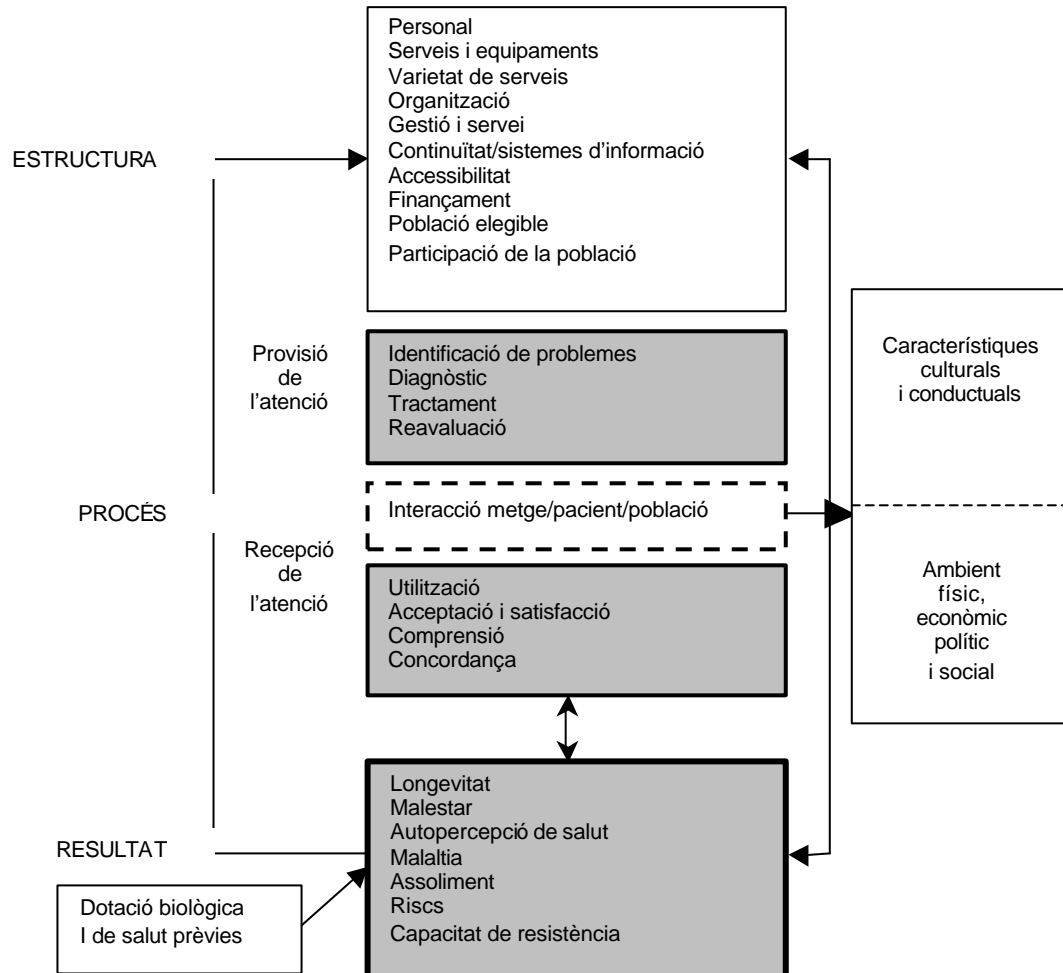 Personal
Serveis i equipaments
Varietat de serveis
Organització
Gestió i servei
Continuïtat/sistemes d'informació
Accessibilitat
Finançament
Població elegible
Participació de la població
ESTRUCTURA
Provisió
de
l'atenció
Identificació de problemes
Diagnòstic
Tractament
Reavaluació
Característiques
culturals
i conductuals
PROCÉS
Interacció metge/pacient/població
Recepció
de
l'atenció
Utilització
Acceptació i satisfacció
Comprensió
Concordança
Ambient
físic,
econòmic
polític
i social
RESULTAT
Longevitat
Malestar
Autopercepció de salut
Malaltia
Assoliment
Riscs
Capacitat de resistència
Dotació biològica
I de salut prèvies